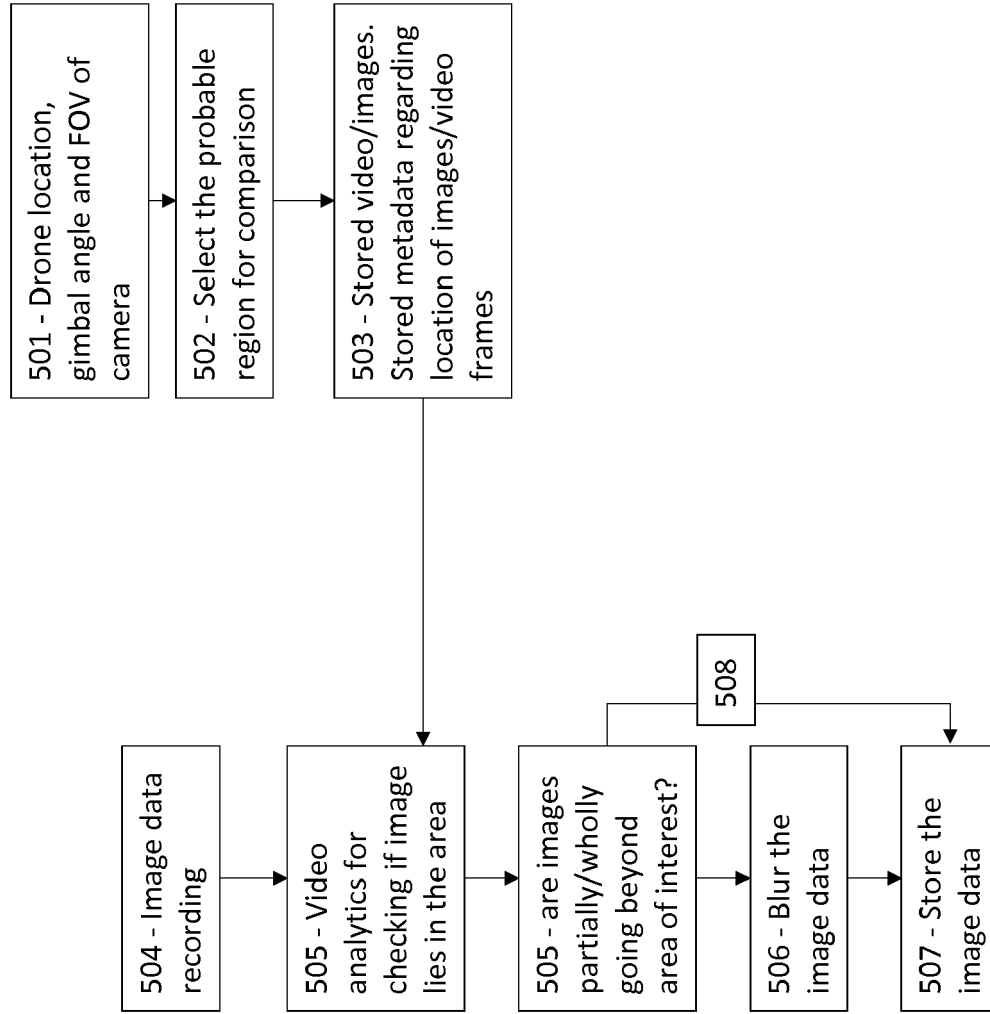 501 - Drone location,
gimbal angle and FOV of
camera
502 - Select the probable
region for comparison
503 - Stored video/images.
Stored metadata regarding
location of images/video
frames
504 - Image data
recording
505 - Video
analytics for
checking if image
lies in the area
505 - are images
partially/wholly
going beyond
area of interest?
508
506 - Blur the
image data
507 - Store the
image data